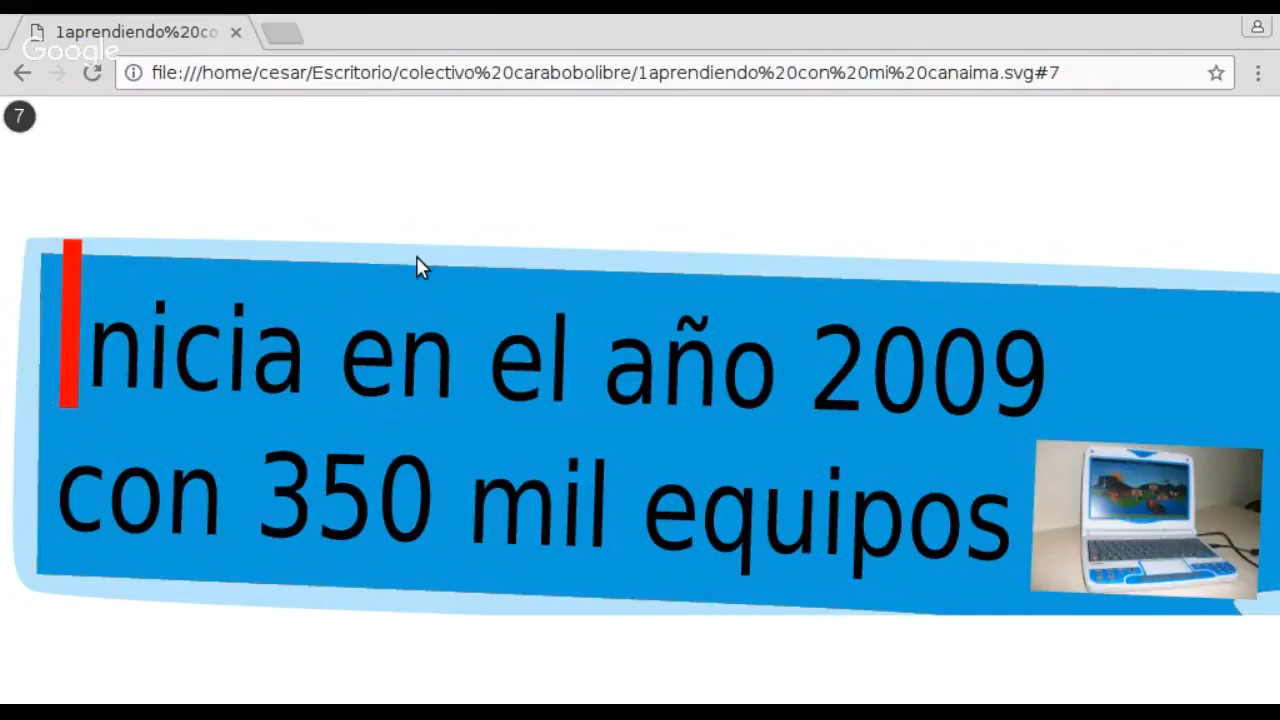 1aprendiendo%20co
Google
file:///home/cesar/Escritorio/colectivo%20carabobolibre/1aprendiendo%20con%20mi%20canaima.svg#7
7
Inicia en el año 2009
con 350 mil equipos